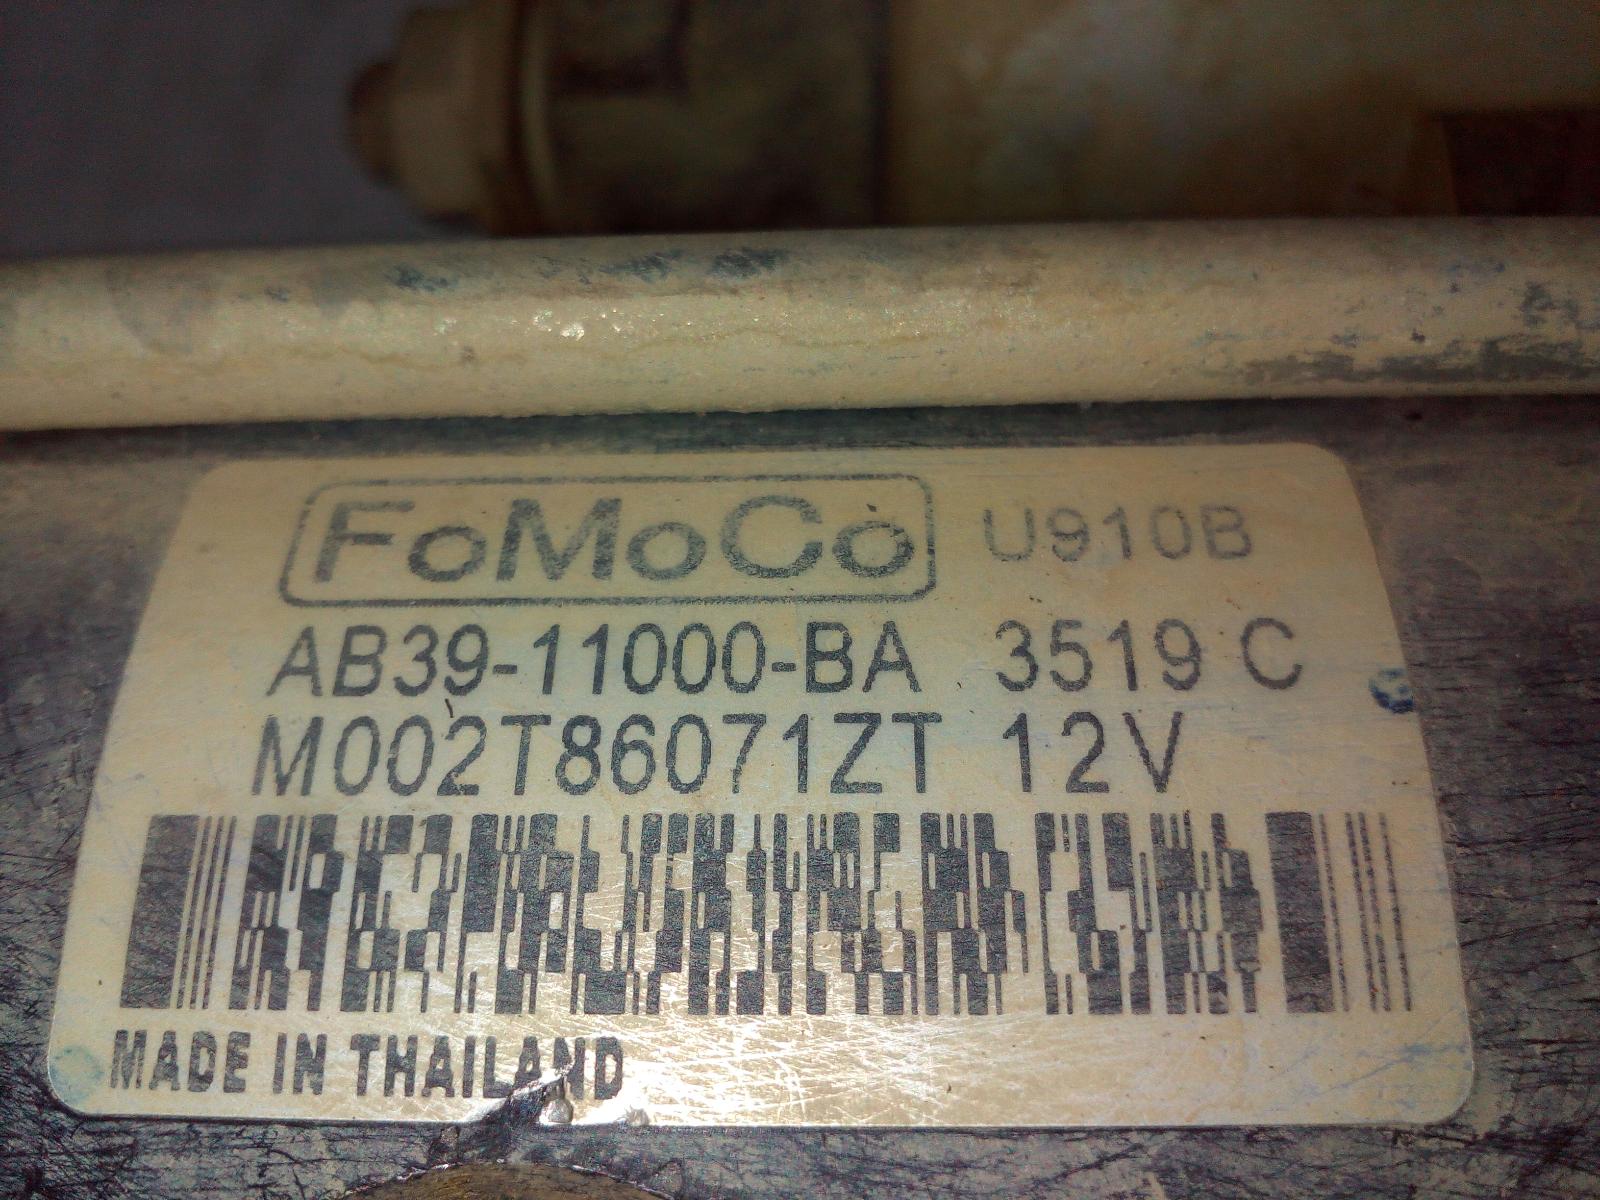 FoMoCo U910B
AB39-11000-BA 3519 C
M002T86071ZT 12V
MADE IN THAILAND